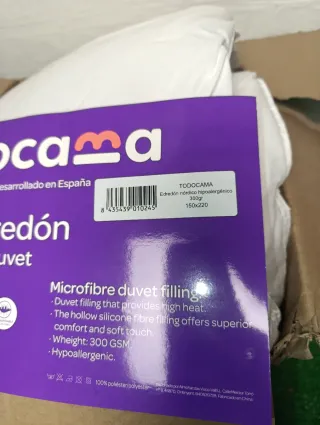 ocama
esarrollado en España
TODOCAMA
Edredón nórdico hipoalergénico
300gr
150x220
8 435439 010245
edón
uvet
Microfibre duvet filling.
· Duvet filling that provides high heat.
· The hollow silicone fibre filling offers superior
comfort and soft touch.
· Wheight: 300 GSM.
· Hypoallergenic.
100% poliéster/polyester